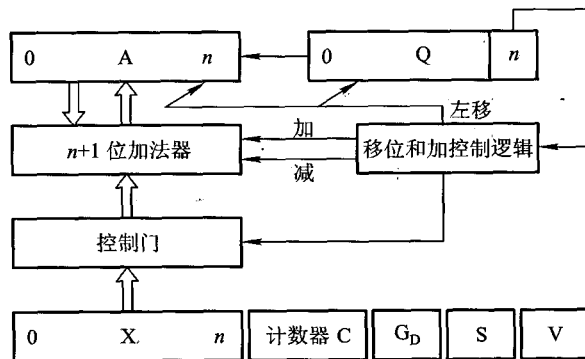 0 A n
0 Q n
左移
n+1 位加法器
加
减
移位和加控制逻辑
控制门
0 X n
计数器 C
G_D
S
V